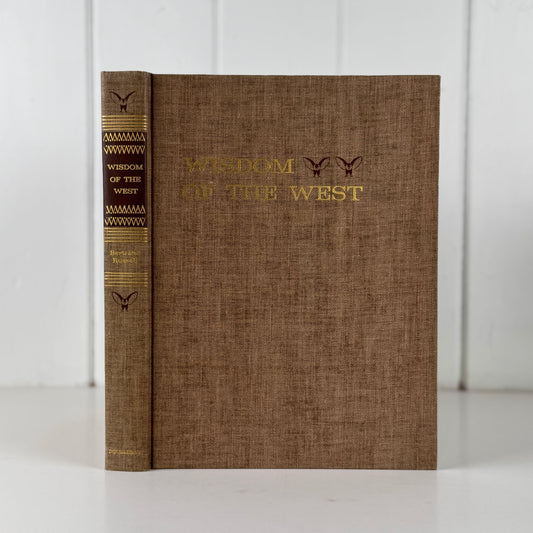 WISDOM
OF THE
WEST
Bertrand
Russell
WISDOM
OF THE WEST